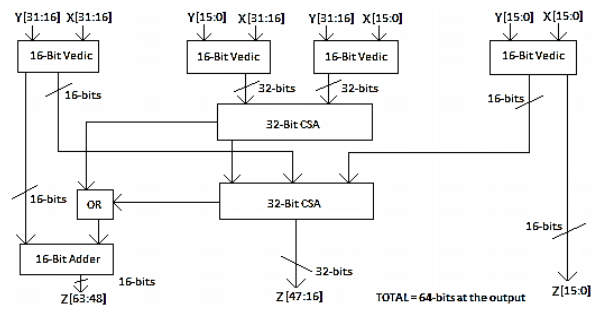 Y[31:16] X[31:16] Y[15:0] X[31:16] Y[31:16] X[15:0] Y[15:0] X[15:0]
16-Bit Vedic 16-Bit Vedic 16-Bit Vedic 16-Bit Vedic
16-bits 32-bits 32-bits 16-bits
32-Bit CSA
16-bits OR 32-Bit CSA
16-bits
16-Bit Adder
16-bits 32-bits
Z[63:48] Z[47:16] TOTAL = 64-bits at the output Z[15:0]